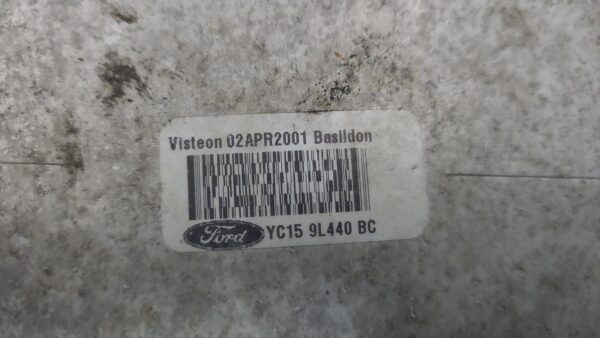 Visteon 02APR2001 Basildon
Ford YC15 9L440 BC